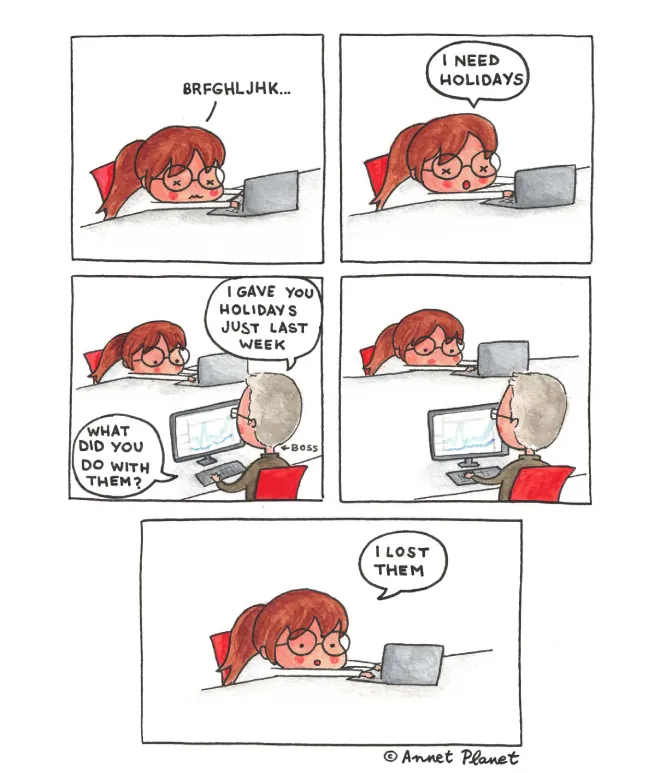 BRFGHLJHK...
I NEED
HOLIDAYS
I GAVE YOU
HOLIDAYS
JUST LAST
WEEK
←BOSS
WHAT
DID YOU
DO WITH
THEM?
I LOST
THEM
© Annet Planet